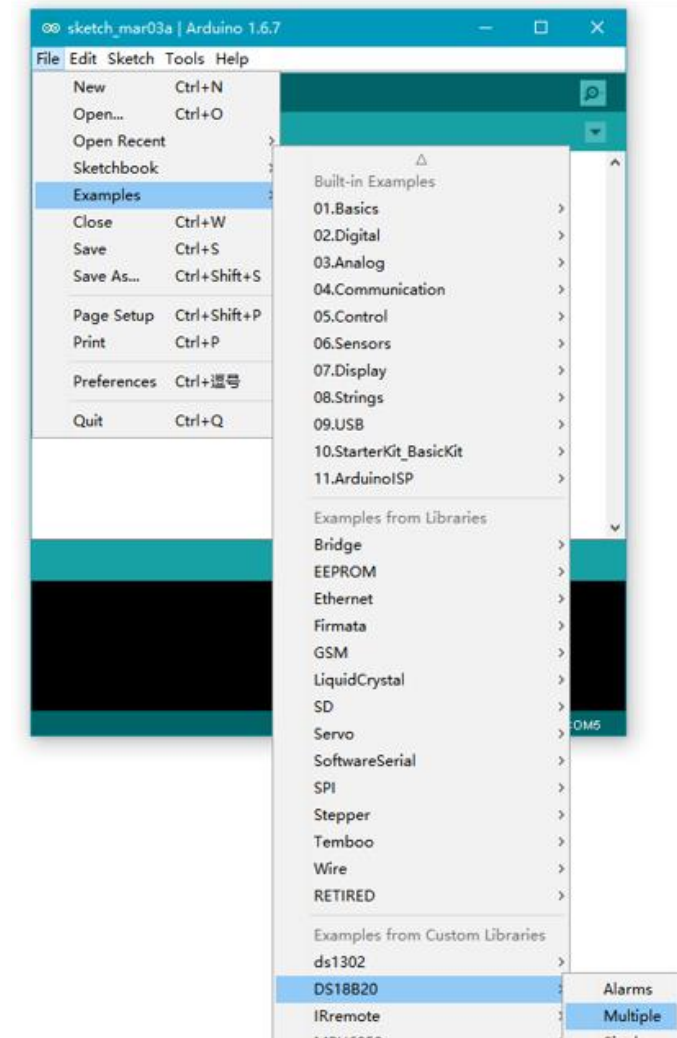 sketch_mar03a | Arduino 1.6.7
File Edit Sketch Tools Help
New Ctrl+N
Open... Ctrl+O
Open Recent
Sketchbook
Examples
Close Ctrl+W
Save Ctrl+S
Save As... Ctrl+Shift+S
Page Setup Ctrl+Shift+P
Print Ctrl+P
Preferences Ctrl+逗号
Quit Ctrl+Q
Built-in Examples
01.Basics
02.Digital
03.Analog
04.Communication
05.Control
06.Sensors
07.Display
08.Strings
09.USB
10.StarterKit_BasicKit
11.ArduinoISP
Examples from Libraries
Bridge
EEPROM
Ethernet
Firmata
GSM
LiquidCrystal
SD
Servo
SoftwareSerial
SPI
Stepper
Temboo
Wire
RETIRED
Examples from Custom Libraries
ds1302
DS18B20
IRremote
Alarms
Multiple
COM5